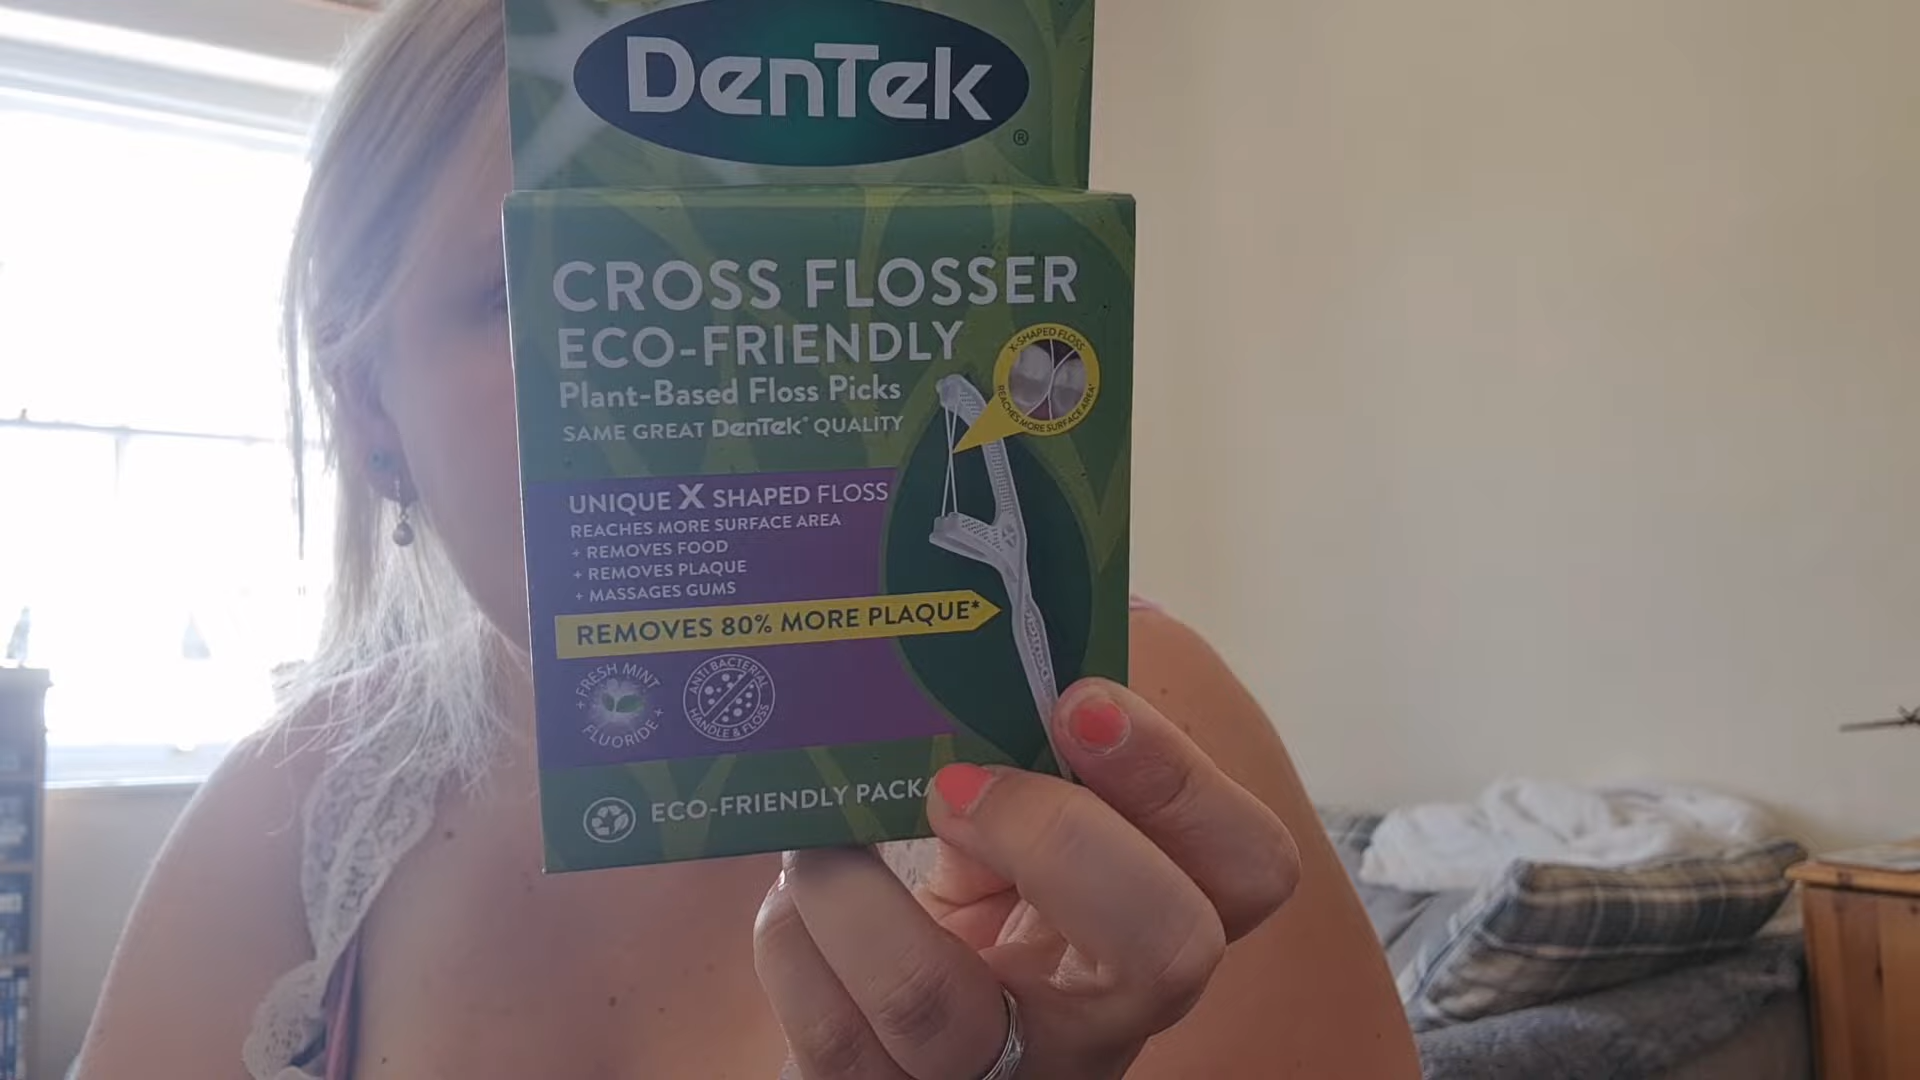 DenTek
®
CROSS FLOSSER
ECO-FRIENDLY
Plant-Based Floss Picks
SAME GREAT DenTek® QUALITY
X-SHAPED FLOSS
REACHES MORE SURFACE AREA*
UNIQUE X SHAPED FLOSS
REACHES MORE SURFACE AREA
+ REMOVES FOOD
+ REMOVES PLAQUE
+ MASSAGES GUMS
REMOVES 80% MORE PLAQUE*
+ FRESH MINT +
FLUORIDE
ANTI BACTERIAL
HANDLE & FLOSS
ECO-FRIENDLY PACKA